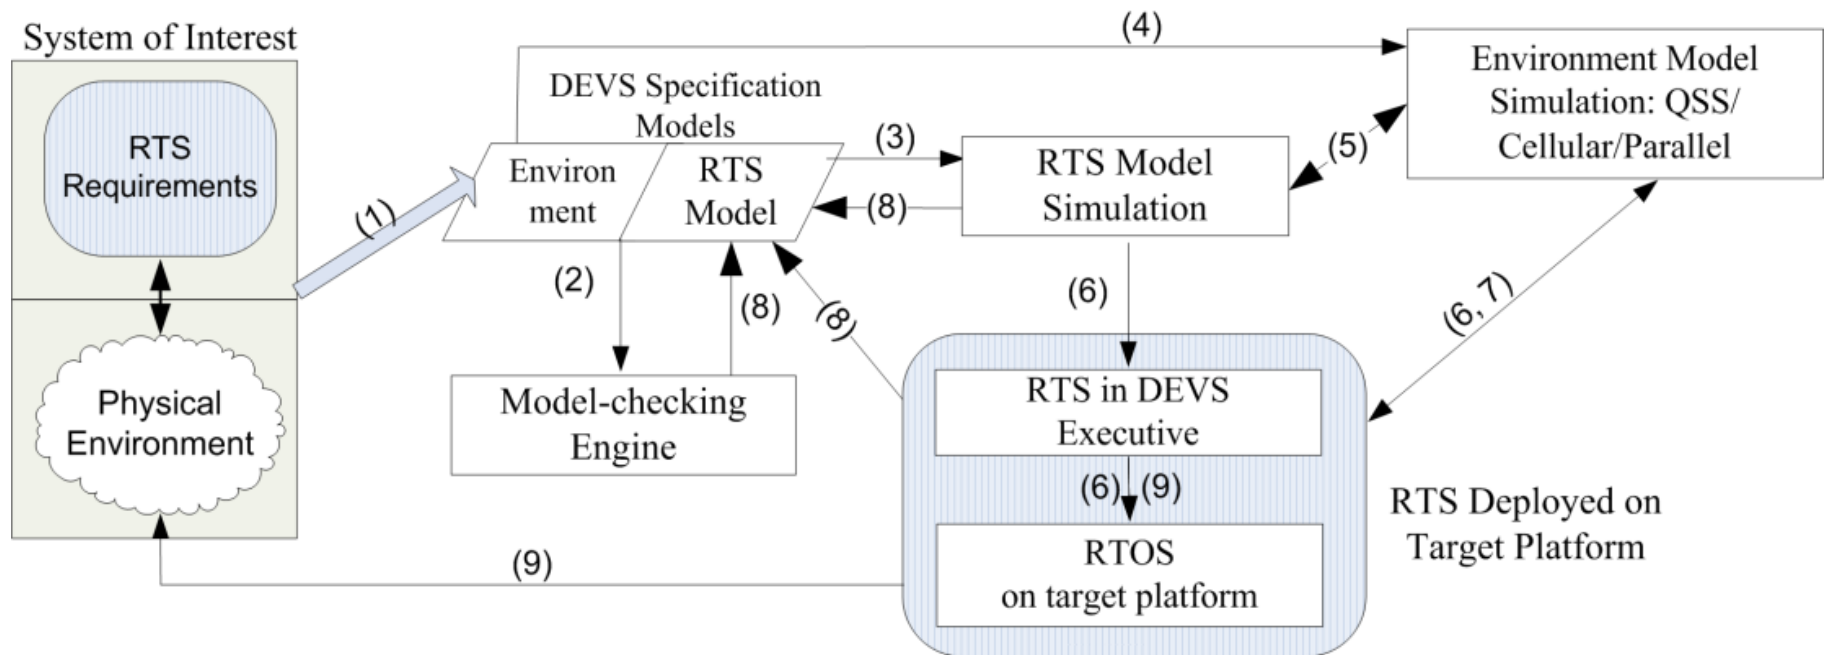 System of Interest
RTS
Requirements
Physical
Environment
(1)
DEVS Specification
Models
Environ
ment
RTS
Model
(2)
(8)
Model-checking
Engine
(3)
(8)
(8)
(4)
RTS Model
Simulation
(5)
Environment Model
Simulation: QSS/
Cellular/Parallel
(6)
(6, 7)
RTS in DEVS
Executive
(6) (9)
RTOS
on target platform
RTS Deployed on
Target Platform
(9)